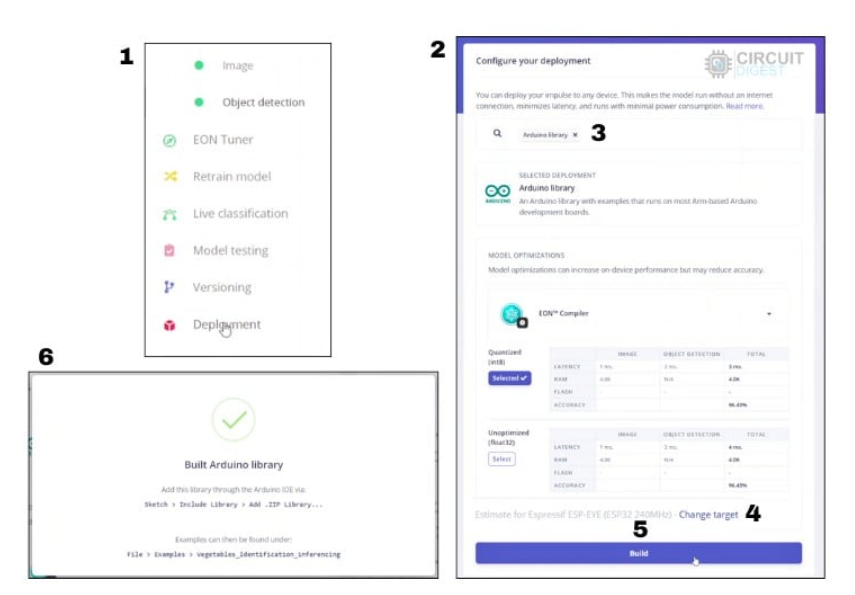 1
Image
Object detection
EON Tuner
Retrain model
Live classification
Model testing
Versioning
Deployment
2
Configure your deployment
CIRCUIT
DIGEST
You can deploy your impulse to any device. This makes the model run without an internet
connection, minimizes latency, and runs with minimal power consumption. Read more.
Arduino library ×
3
SELECTED DEPLOYMENT
Arduino library
An Arduino library with examples that runs on most Arm-based Arduino
development boards.
ARDUINO
MODEL OPTIMIZATIONS
Model optimizations can increase on-device performance but may reduce accuracy.
EON™ Compiler
Quantized
(int8)
Selected ✔
IMAGE OBJECT DETECTION TOTAL
LATENCY 1 ms. 2 ms. 3 ms.
RAM 4.0K N/A 4.0K
FLASH - - -
ACCURACY 96.43%
Unoptimized
(float32)
Select
IMAGE OBJECT DETECTION TOTAL
LATENCY 1 ms. 3 ms. 4 ms.
RAM 4.0K N/A 4.0K
FLASH - - -
ACCURACY 96.43%
Estimate for Espressif ESP-EYE (ESP32 240MHz) - Change target
4
5
Build
6
Built Arduino library
Add this library through the Arduino IDE via:
Sketch > Include Library > Add .ZIP Library...
Examples can then be found under:
File > Examples > Vegetables_Identification_inferencing